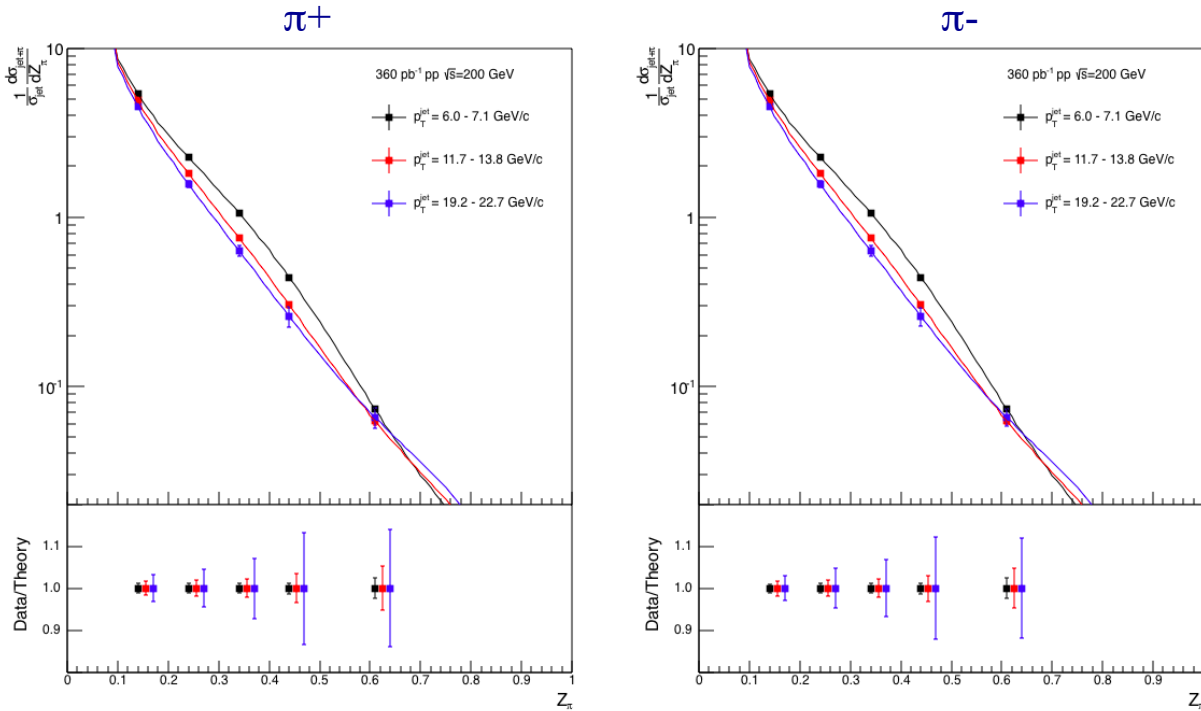 π+
π-
10
1
10⁻¹
1/σ_jet dσ_jet+π/dZ_π
360 pb⁻¹ pp √s=200 GeV
p_T^jet = 6.0 - 7.1 GeV/c
p_T^jet = 11.7 - 13.8 GeV/c
p_T^jet = 19.2 - 22.7 GeV/c
Data/Theory
1.1
1.0
0.9
0 0.1 0.2 0.3 0.4 0.5 0.6 0.7 0.8 0.9 1
Z_π
10
1
10⁻¹
1/σ_jet dσ_jet+π/dZ_π
360 pb⁻¹ pp √s=200 GeV
p_T^jet = 6.0 - 7.1 GeV/c
p_T^jet = 11.7 - 13.8 GeV/c
p_T^jet = 19.2 - 22.7 GeV/c
Data/Theory
1.1
1.0
0.9
0 0.1 0.2 0.3 0.4 0.5 0.6 0.7 0.8 0.9